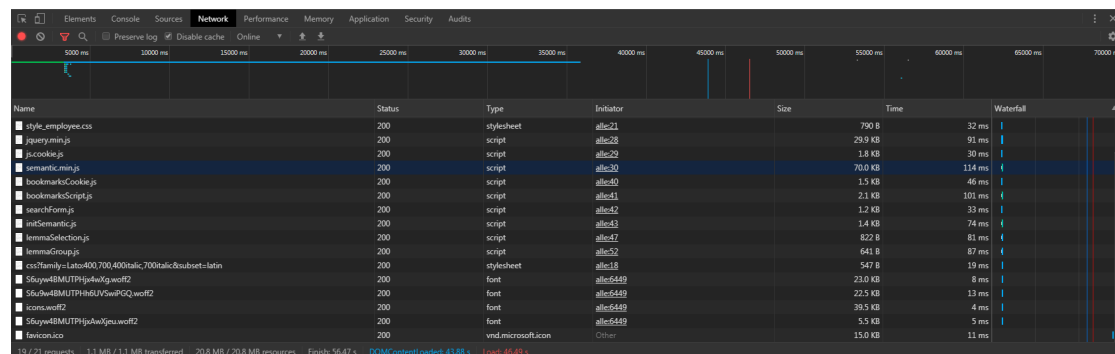 Elements Console Sources Network Performance Memory Application Security Audits
Preserve log Disable cache Online
5000 ms 10000 ms 15000 ms 20000 ms 25000 ms 30000 ms 35000 ms 40000 ms 45000 ms 50000 ms 55000 ms 60000 ms 65000 ms 70000
Name Status Type Initiator Size Time Waterfall
style_employee.css 200 stylesheet alle:21 790 B 32 ms
jquery.min.js 200 script alle:28 29.9 KB 91 ms
js.cookie.js 200 script alle:29 1.8 KB 30 ms
semantic.min.js 200 script alle:30 70.0 KB 114 ms
bookmarksCookie.js 200 script alle:40 1.5 KB 46 ms
bookmarksScript.js 200 script alle:41 2.1 KB 101 ms
searchForm.js 200 script alle:42 1.2 KB 33 ms
initSemantic.js 200 script alle:43 1.4 KB 74 ms
lemmaSelection.js 200 script alle:47 822 B 81 ms
lemmaGroup.js 200 script alle:52 641 B 87 ms
css?family=Lato:400,700,400italic,700italic&subset=latin 200 stylesheet alle:18 547 B 19 ms
S6uyw4BMUTPHjx4wXg.woff2 200 font alle:6449 23.0 KB 8 ms
S6u9w4BMUTPHh6UVSwiPGQ.woff2 200 font alle:6449 22.5 KB 13 ms
icons.woff2 200 font alle:6449 39.5 KB 4 ms
S6uyw4BMUTPHjxAwXjeu.woff2 200 font alle:6449 5.5 KB 5 ms
favicon.ico 200 vnd.microsoft.icon Other 15.0 KB 11 ms
19 / 21 requests 1.1 MB / 1.1 MB transferred 20.8 MB / 20.8 MB resources Finish: 56.47 s DOMContentLoaded: 43.88 s Load: 46.49 s